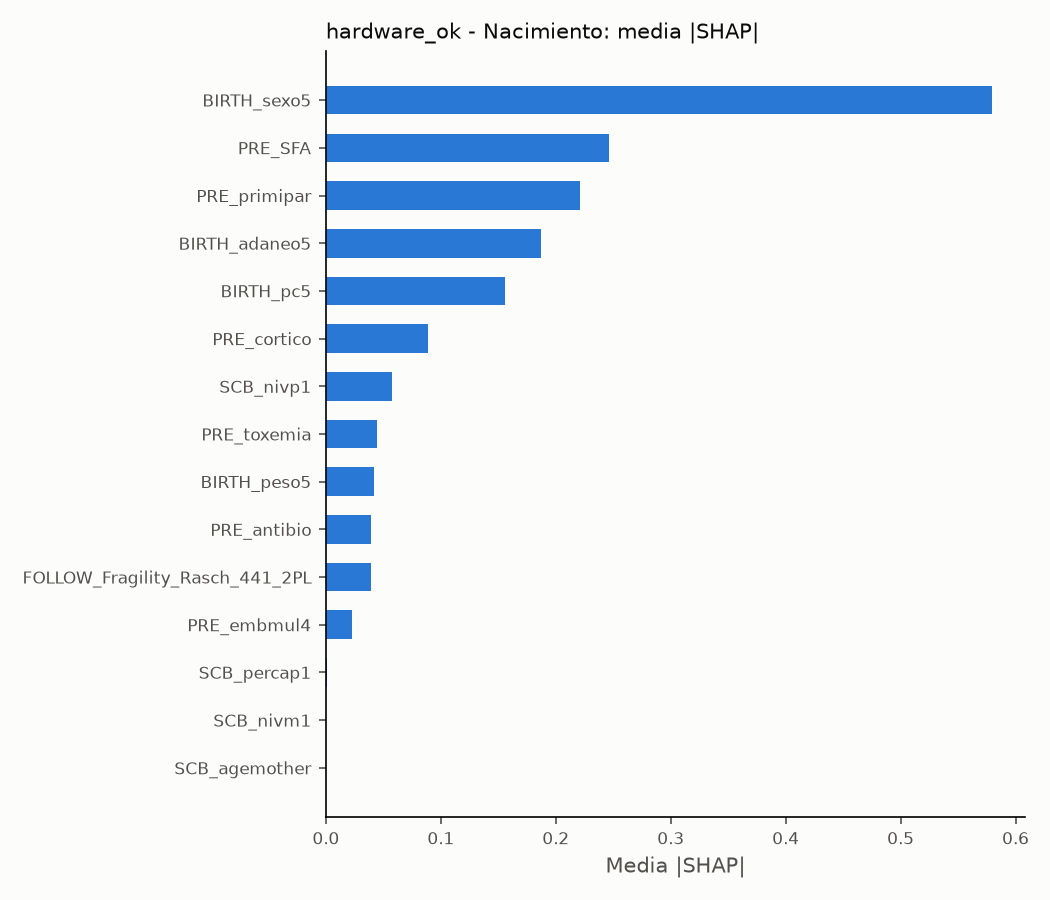 hardware_ok - Nacimiento: media |SHAP|
BIRTH_sexo5
PRE_SFA
PRE_primipar
BIRTH_adaneo5
BIRTH_pc5
PRE_cortico
SCB_nivp1
PRE_toxemia
BIRTH_peso5
PRE_antibio
FOLLOW_Fragility_Rasch_441_2PL
PRE_embmul4
SCB_percap1
SCB_nivm1
SCB_agemother
0.0 0.1 0.2 0.3 0.4 0.5 0.6
Media |SHAP|